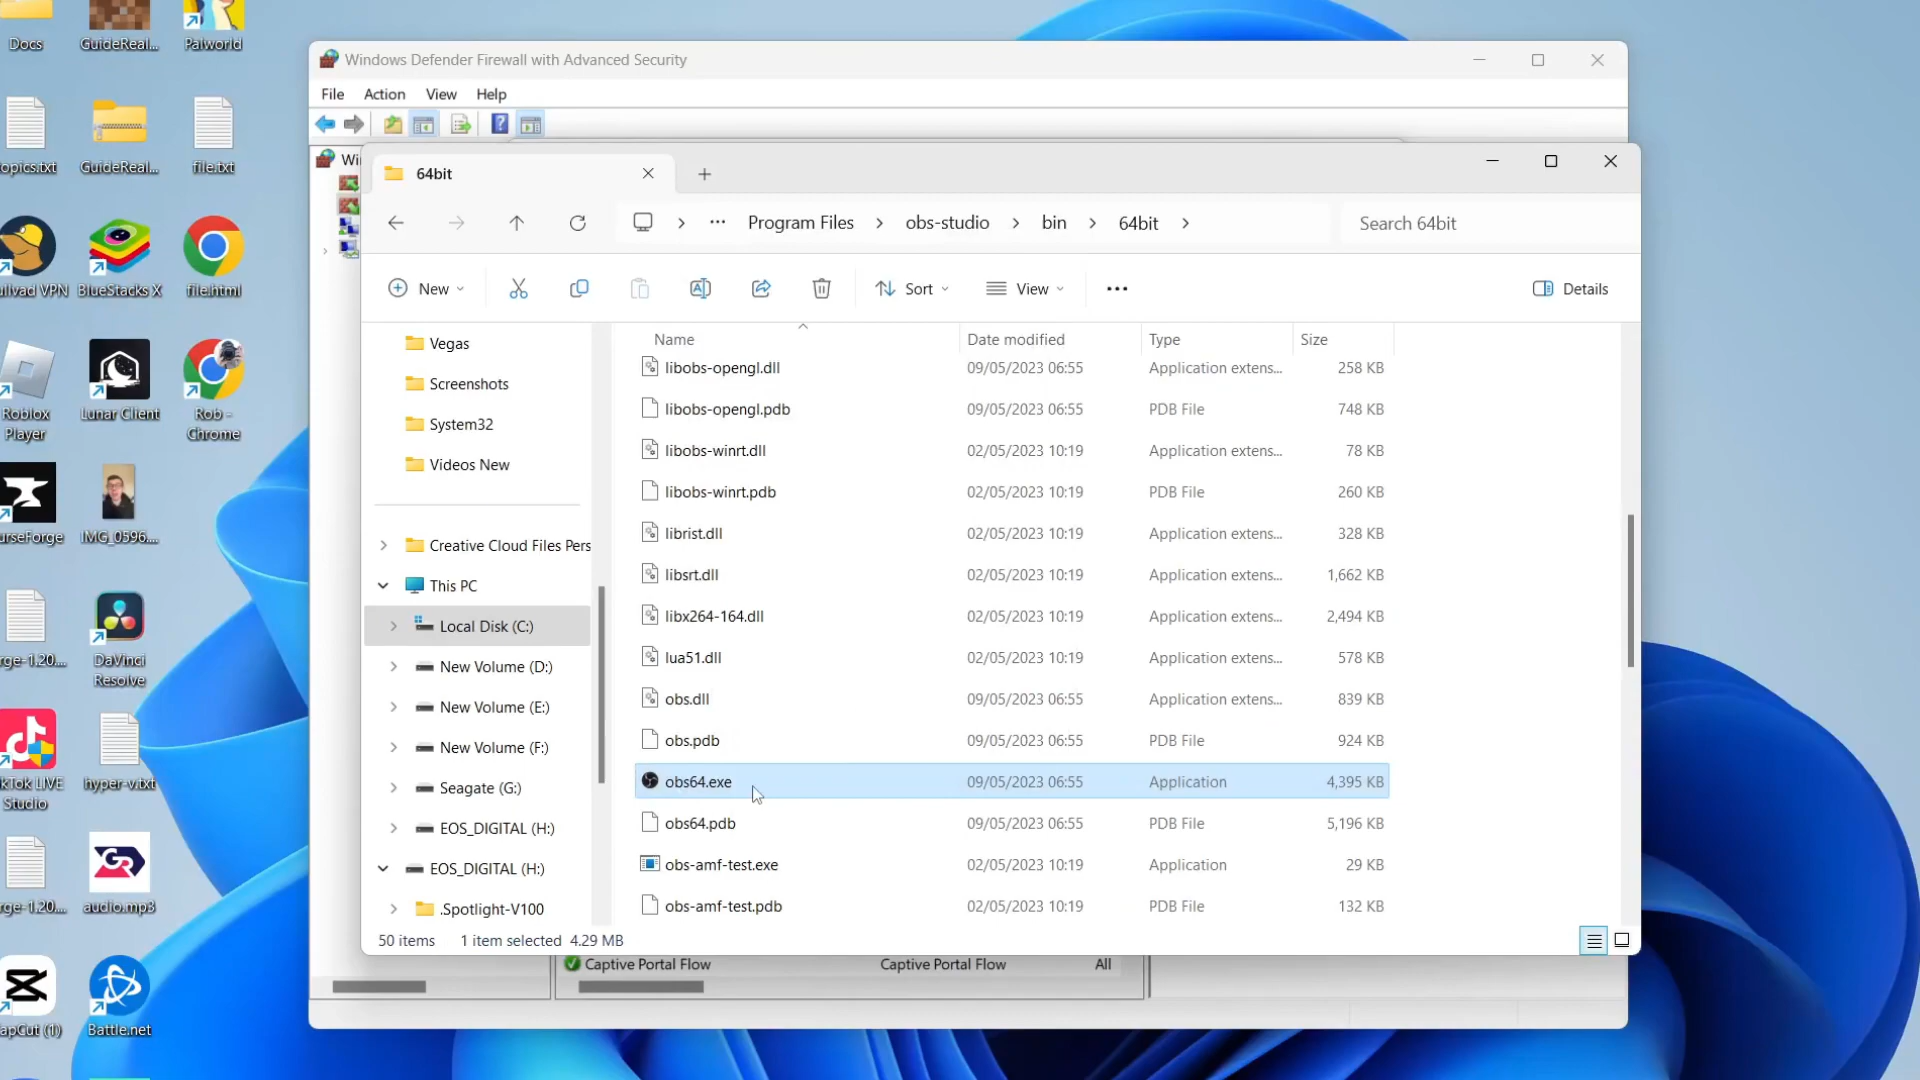 Docs
GuideReal...
Palworld
topics.txt
GuideReal...
file.txt
ullvad VPN
BlueStacks X
file.html
Roblox
Player
Lunar Client
Rob -
Chrome
urseForge
IMG_0596....
rge-1.20....
DaVinci
Resolve
kTok LIVE
Studio
hyper-v.txt
rge-1.20....
audio.mp3
apCut (1)
Battle.net
Windows Defender Firewall with Advanced Security
File Action View Help
Wi
64bit
Program Files
obs-studio
bin
64bit
Search 64bit
New
Sort
View
Details
Vegas
Screenshots
System32
Videos New
Creative Cloud Files Pers
This PC
Local Disk (C:)
New Volume (D:)
New Volume (E:)
New Volume (F:)
Seagate (G:)
EOS_DIGITAL (H:)
EOS_DIGITAL (H:)
.Spotlight-V100
Name Date modified Type Size
libobs-opengl.dll 09/05/2023 06:55 Application extens... 258 KB
libobs-opengl.pdb 09/05/2023 06:55 PDB File 748 KB
libobs-winrt.dll 02/05/2023 10:19 Application extens... 78 KB
libobs-winrt.pdb 02/05/2023 10:19 PDB File 260 KB
librist.dll 02/05/2023 10:19 Application extens... 328 KB
libsrt.dll 02/05/2023 10:19 Application extens... 1,662 KB
libx264-164.dll 02/05/2023 10:19 Application extens... 2,494 KB
lua51.dll 02/05/2023 10:19 Application extens... 578 KB
obs.dll 09/05/2023 06:55 Application extens... 839 KB
obs.pdb 09/05/2023 06:55 PDB File 924 KB
obs64.exe 09/05/2023 06:55 Application 4,395 KB
obs64.pdb 09/05/2023 06:55 PDB File 5,196 KB
obs-amf-test.exe 02/05/2023 10:19 Application 29 KB
obs-amf-test.pdb 02/05/2023 10:19 PDB File 132 KB
50 items 1 item selected 4.29 MB
Captive Portal Flow Captive Portal Flow All